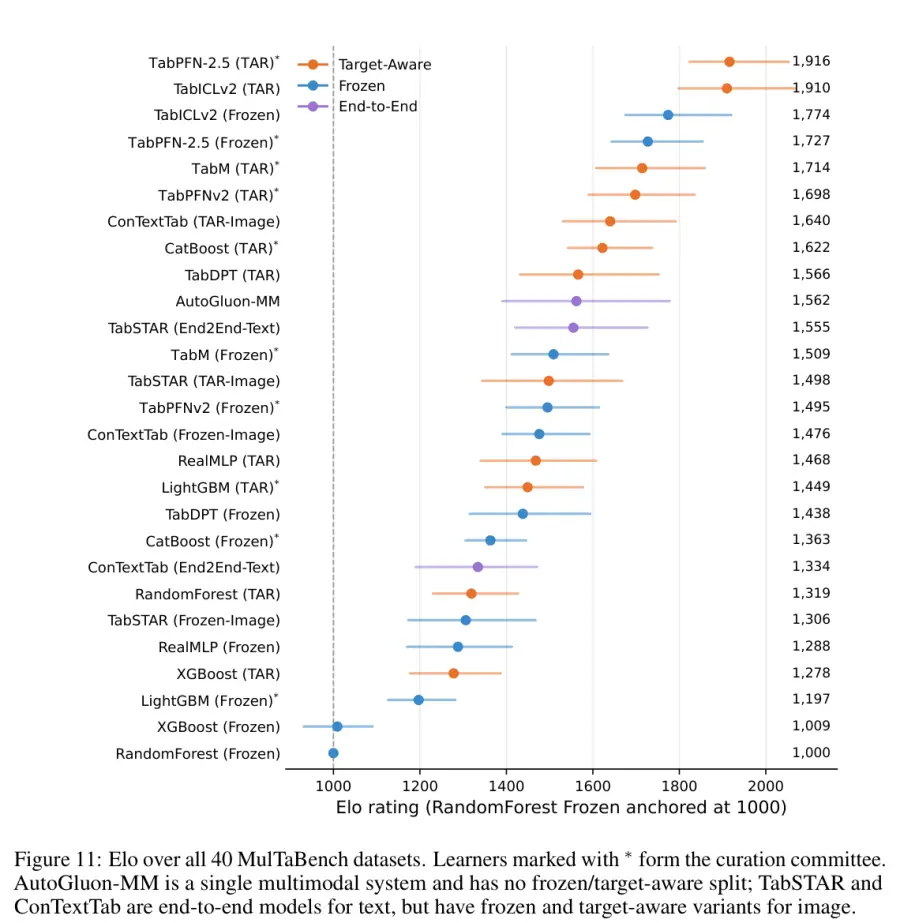 Target-Aware
Frozen
End-to-End
TabPFN-2.5 (TAR)* 1,916
TabICLv2 (TAR) 1,910
TabICLv2 (Frozen) 1,774
TabPFN-2.5 (Frozen)* 1,727
TabM (TAR)* 1,714
TabPFNv2 (TAR)* 1,698
ConTextTab (TAR-Image) 1,640
CatBoost (TAR)* 1,622
TabDPT (TAR) 1,566
AutoGluon-MM 1,562
TabSTAR (End2End-Text) 1,555
TabM (Frozen)* 1,509
TabSTAR (TAR-Image) 1,498
TabPFNv2 (Frozen)* 1,495
ConTextTab (Frozen-Image) 1,476
RealMLP (TAR) 1,468
LightGBM (TAR)* 1,449
TabDPT (Frozen) 1,438
CatBoost (Frozen)* 1,363
ConTextTab (End2End-Text) 1,334
RandomForest (TAR) 1,319
TabSTAR (Frozen-Image) 1,306
RealMLP (Frozen) 1,288
XGBoost (TAR) 1,278
LightGBM (Frozen)* 1,197
XGBoost (Frozen) 1,009
RandomForest (Frozen) 1,000
1000 1200 1400 1600 1800 2000
Elo rating (RandomForest Frozen anchored at 1000)
Figure 11: Elo over all 40 MulTaBench datasets. Learners marked with * form the curation committee.
AutoGluon-MM is a single multimodal system and has no frozen/target-aware split; TabSTAR and
ConTextTab are end-to-end models for text, but have frozen and target-aware variants for image.